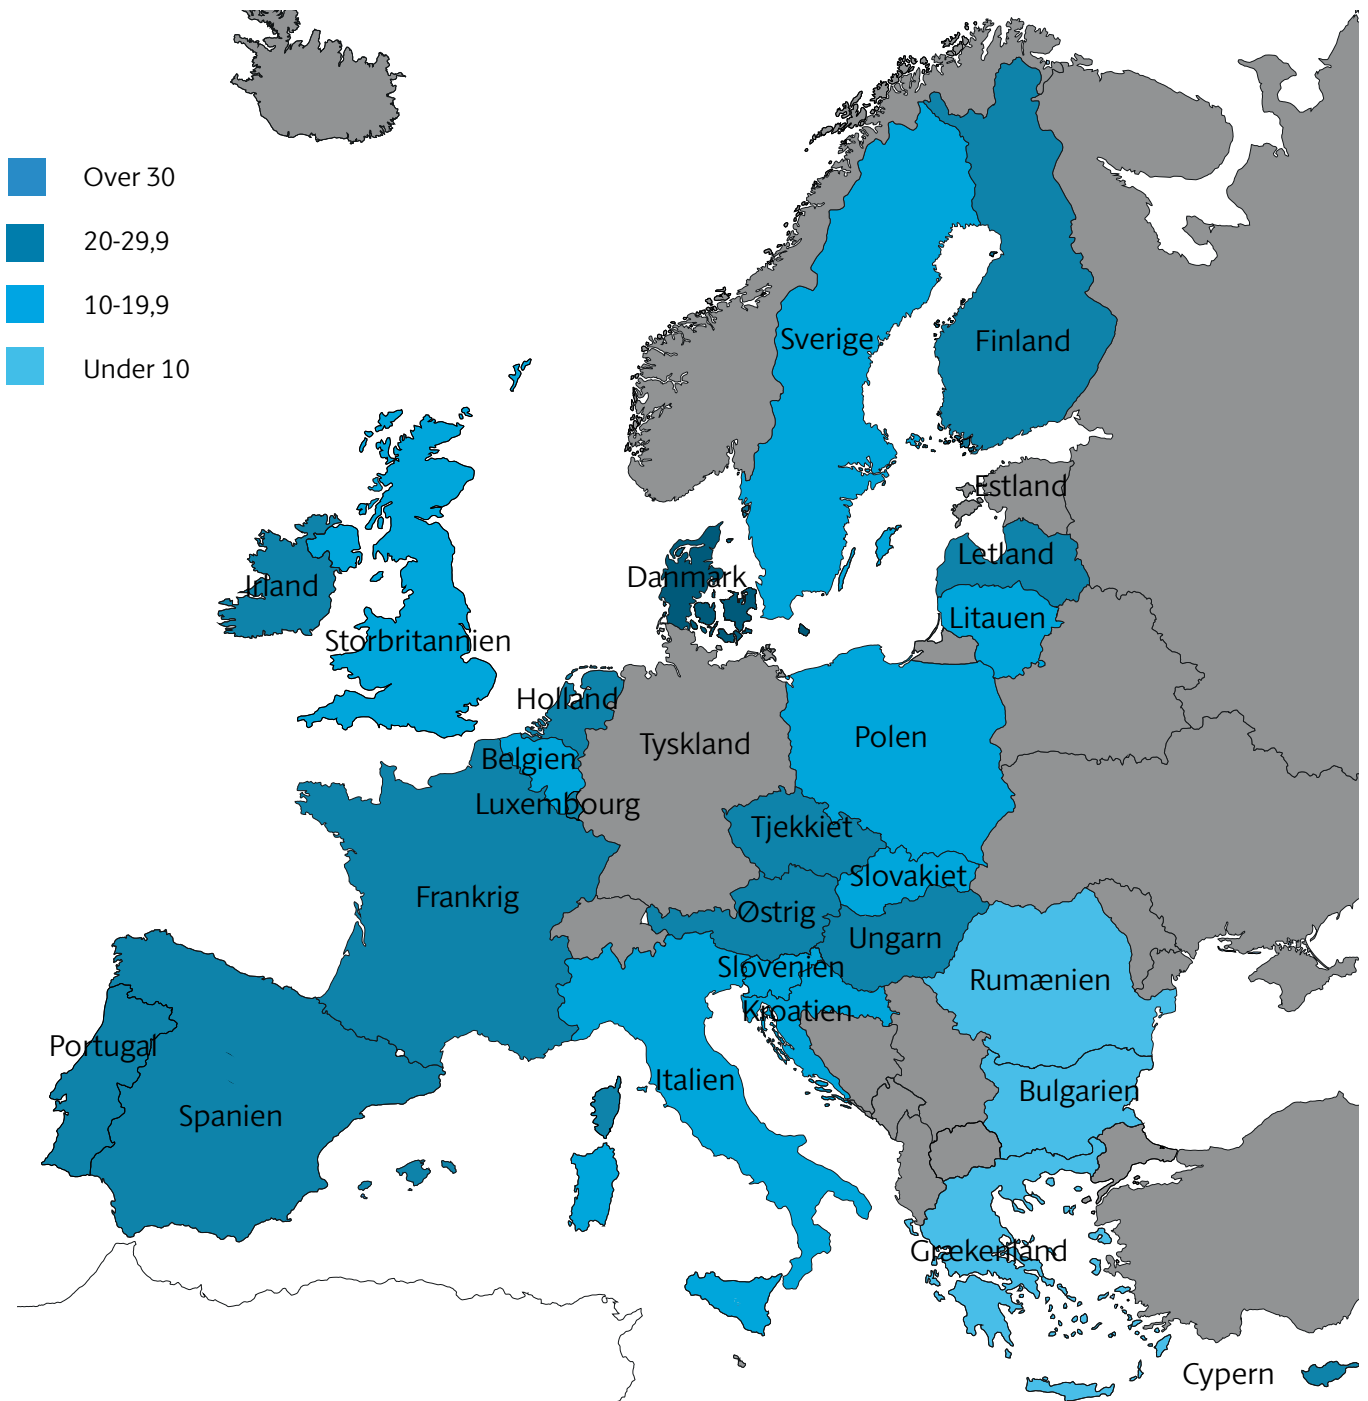 Over 30
20-29,9
10-19,9
Under 10
Sverige
Finland
Estland
Letland
Danmark
Irland
Litauen
Storbritannien
Holland
Polen
Tyskland
Belgien
Luxembourg
Tjekkiet
Slovakiet
Frankrig
Østrig
Ungarn
Slovenien
Rumænien
Kroatien
Portugal
Italien
Bulgarien
Spanien
Grækenland
Cypern